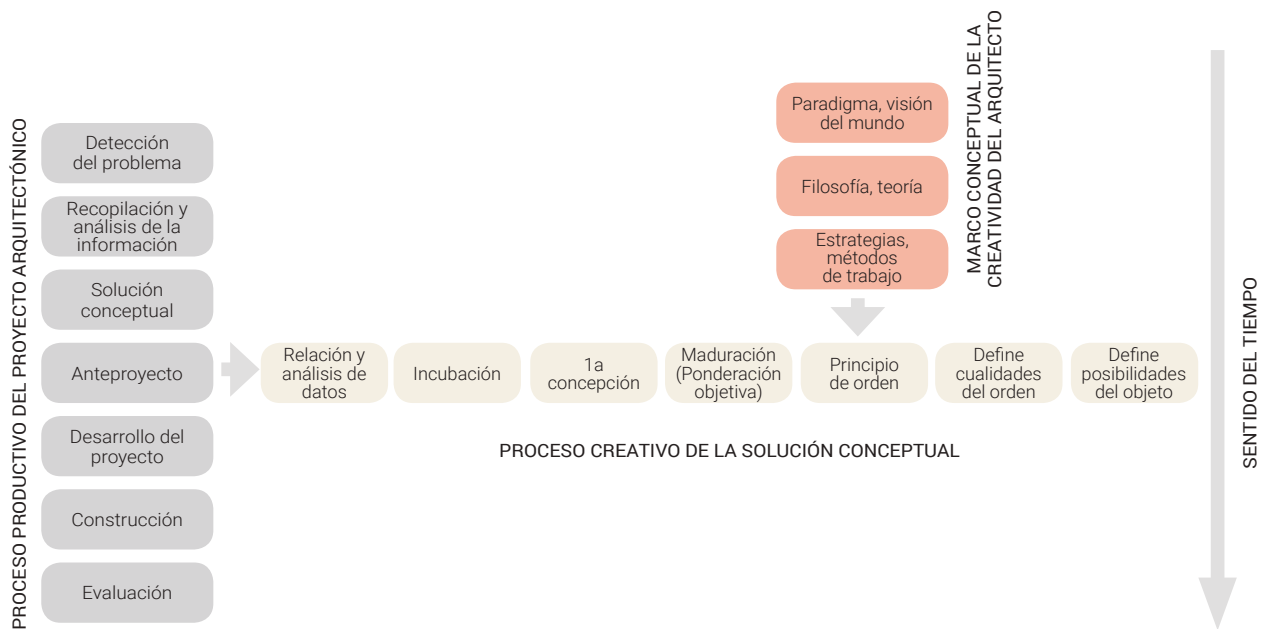 PROCESO PRODUCTIVO DEL PROYECTO ARQUITECTÓNICO
Detección
del problema
Recopilación y
análisis de la
información
Solución
conceptual
Anteproyecto
Desarrollo del
proyecto
Construcción
Evaluación
Paradigma, visión
del mundo
Filosofía, teoría
Estrategias,
métodos
de trabajo
MARCO CONCEPTUAL DE LA
CREATIVIDAD DEL ARQUITECTO
Relación y
análisis de
datos
Incubación
1a
concepción
Maduración
(Ponderación
objetiva)
Principio
de orden
Define
cualidades
del orden
Define
posibilidades
del objeto
PROCESO CREATIVO DE LA SOLUCIÓN CONCEPTUAL
SENTIDO DEL TIEMPO